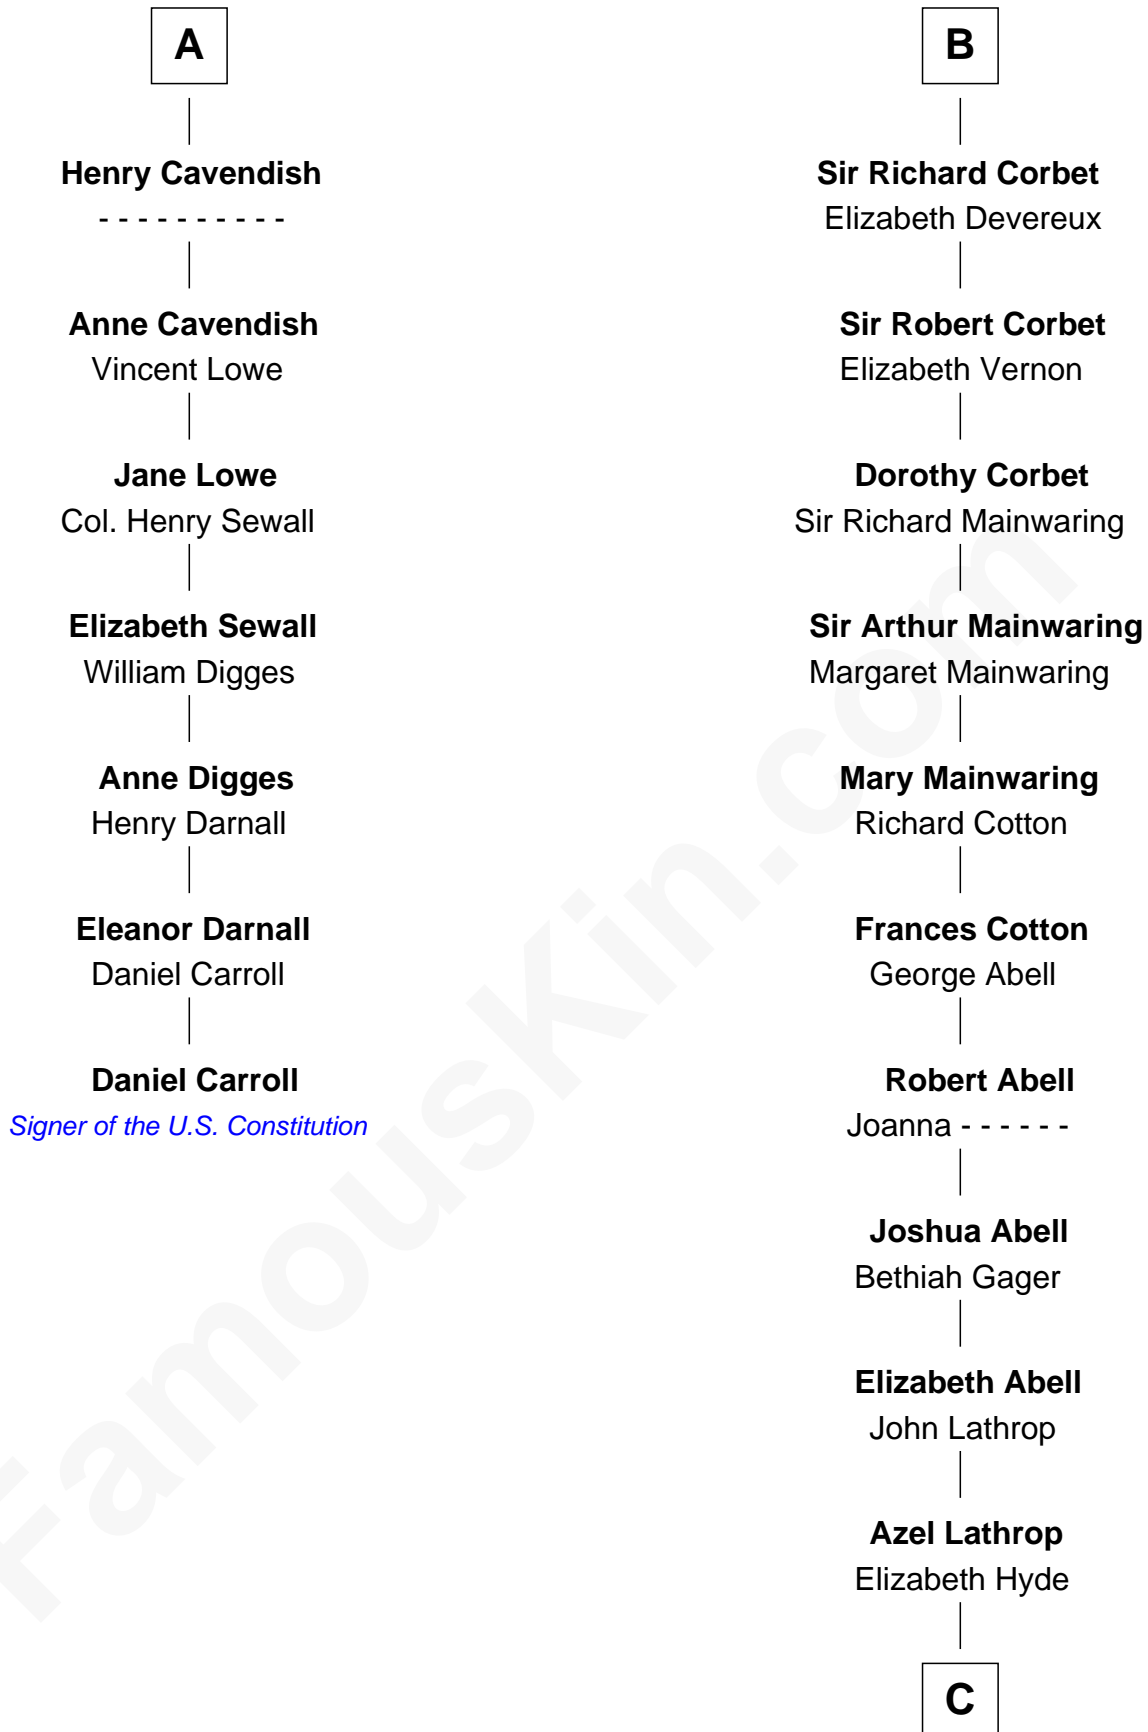 A
Henry Cavendish
- - - - - - - - - -
Anne Cavendish
Vincent Lowe
Jane Lowe
Col. Henry Sewall
Elizabeth Sewall
William Digges
Anne Digges
Henry Darnall
Eleanor Darnall
Daniel Carroll
Daniel Carroll
Signer of the U.S. Constitution
B
Sir Richard Corbet
Elizabeth Devereux
Sir Robert Corbet
Elizabeth Vernon
Dorothy Corbet
Sir Richard Mainwaring
Sir Arthur Mainwaring
Margaret Mainwaring
Mary Mainwaring
Richard Cotton
Frances Cotton
George Abell
Robert Abell
Joanna - - - - - -
Joshua Abell
Bethiah Gager
Elizabeth Abell
John Lathrop
Azel Lathrop
Elizabeth Hyde
C
FamousKin.com